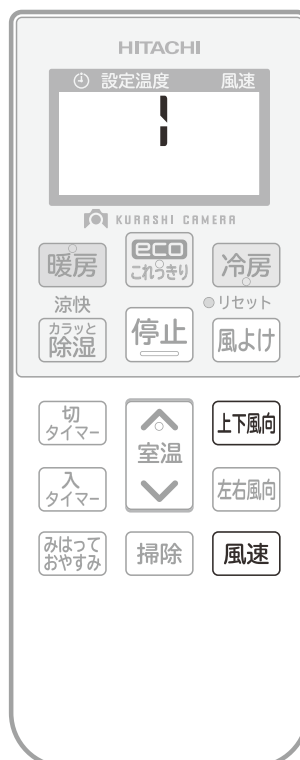 HITACHI
設定温度 風速
1
KURASHI CAMERA
暖房 eco これっきり 冷房
涼快 リセット
カラッと 除湿 停止 風よけ
切タイマー 室温 上下風向
入タイマー 左右風向
みはっておやすみ 掃除 風速